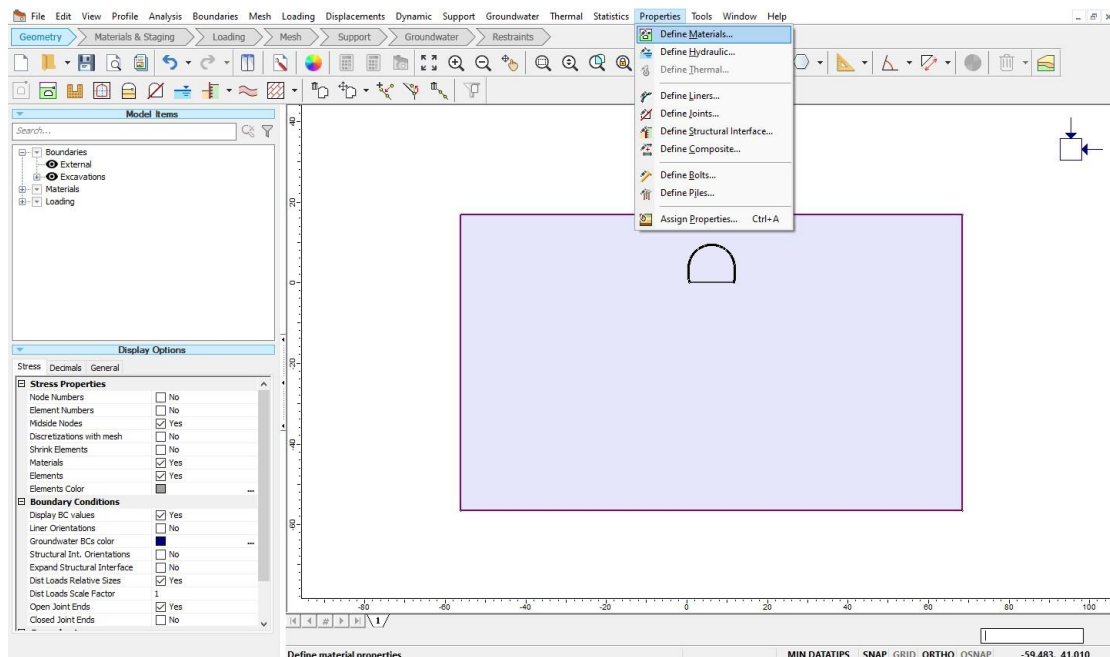 File Edit View Profile Analysis Boundaries Mesh Loading Displacements Dynamic Support Groundwater Thermal Statistics Properties Tools Window Help
Geometry Materials & Staging Loading Mesh Support Groundwater Restraints
Define Materials...
Define Hydraulic...
Define Thermal...
Define Liners...
Define Joints...
Define Structural Interface...
Define Composite...
Define Bolts...
Define Piles...
Assign Properties... Ctrl+A
Model Items
Search...
Boundaries
External
Excavations
Materials
Loading
Display Options
Stress Decimals General
Stress Properties
Node Numbers No
Element Numbers No
Midside Nodes Yes
Discretizations with mesh No
Shrink Elements No
Materials Yes
Elements Yes
Elements Color ...
Boundary Conditions
Display BC values Yes
Liner Orientations No
Groundwater BCs color ...
Structural Int. Orientations No
Expand Structural Interface No
Dist Loads Relative Sizes Yes
Dist Loads Scale Factor 1
Open Joint Ends Yes
Closed Joint Ends No
40
20
0
-20
-40
-60
-80 -60 -40 -20 0 20 40 60 80 100
# 1
Define material properties
MIN DATATIPS SNAP GRID ORTHO OSNAP -59.483, 41.010